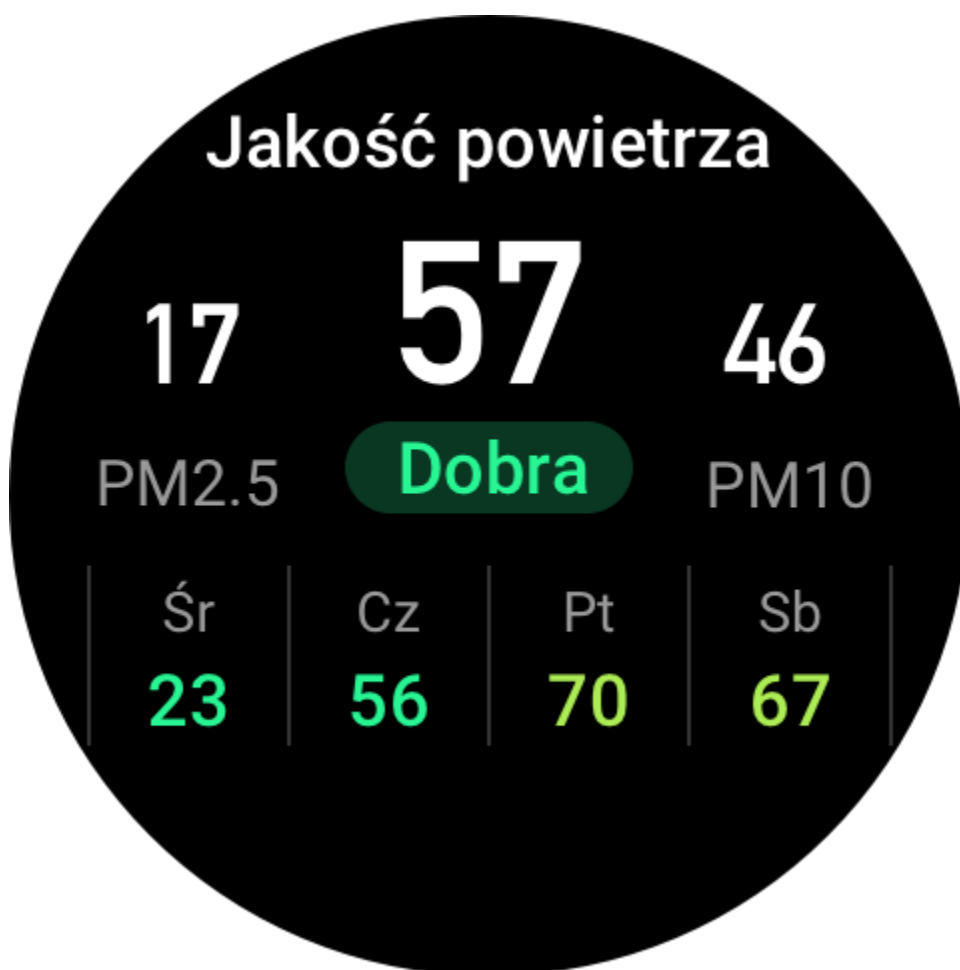 Jakość powietrza
17 57 46
PM2.5 Dobra PM10
Śr Cz Pt Sb
23 56 70 67